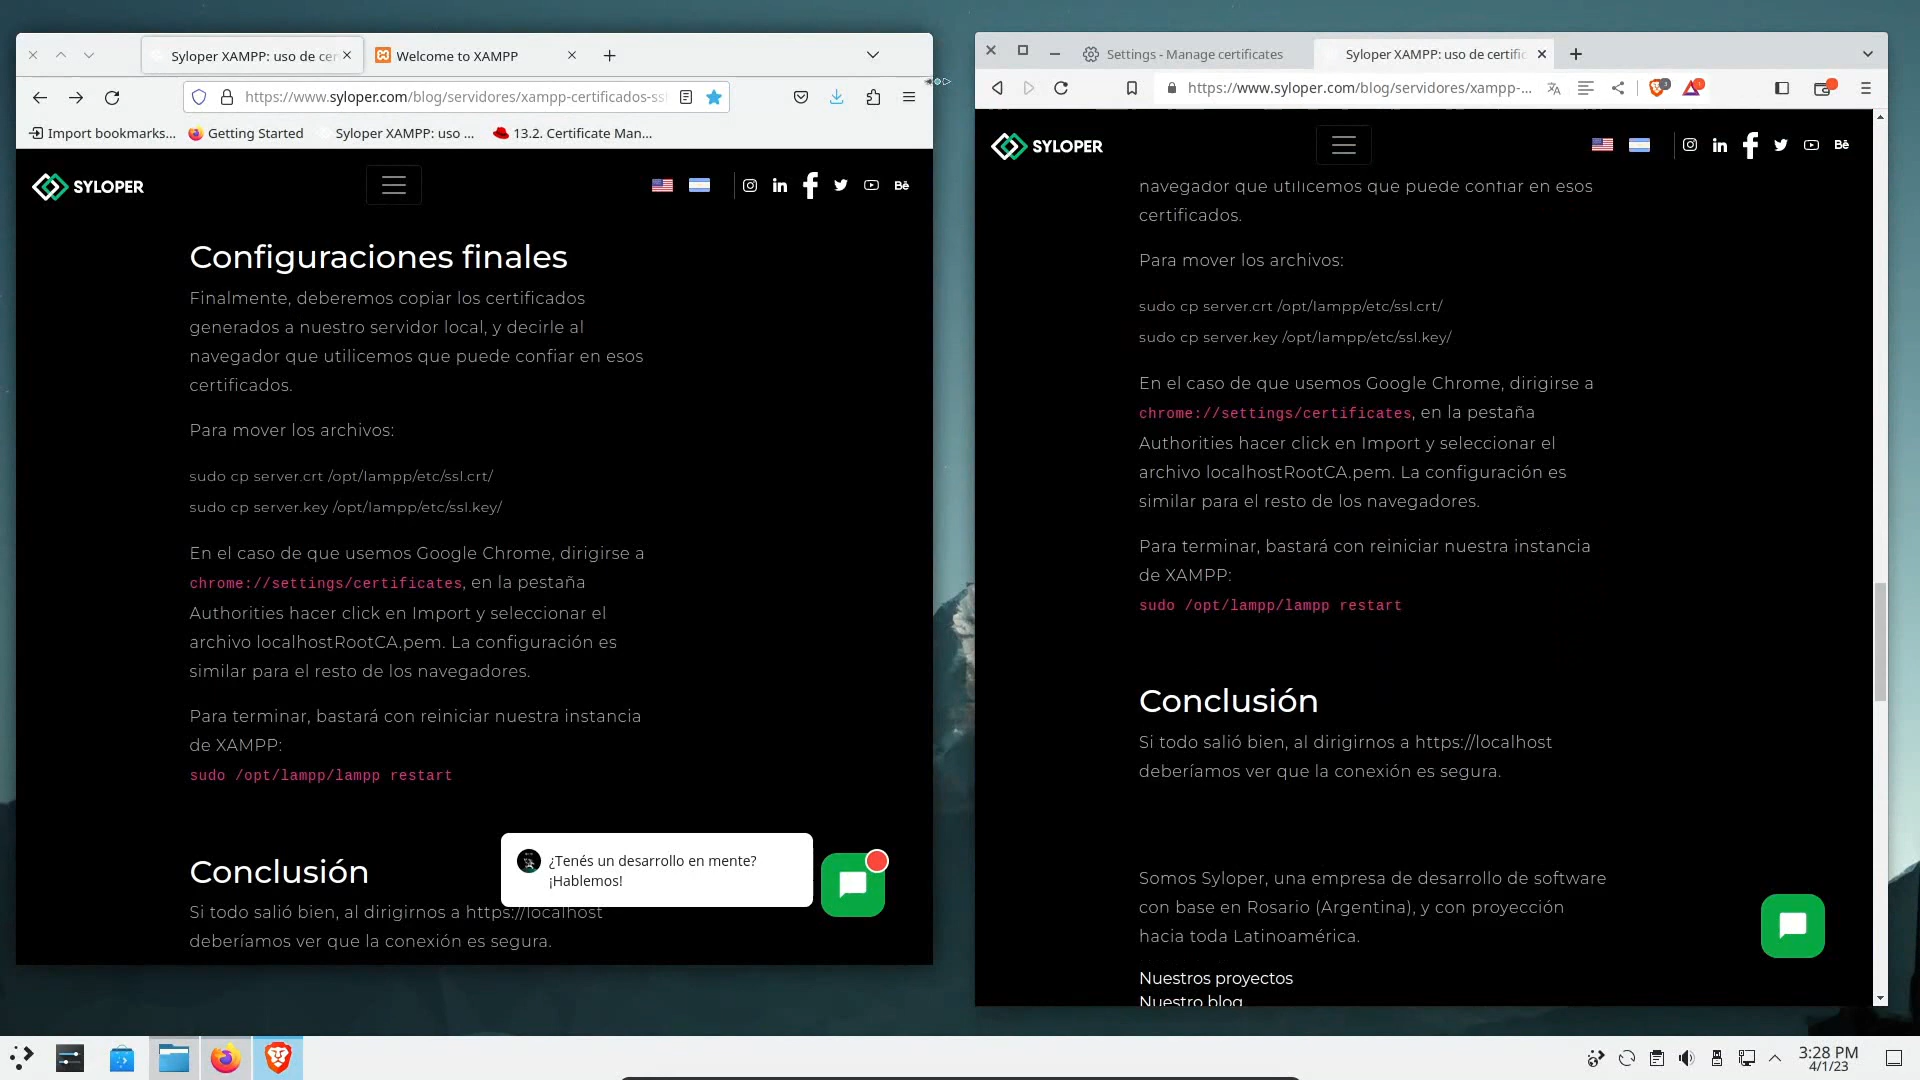 Syloper XAMPP: uso de cer
Welcome to XAMPP
https://www.syloper.com/blog/servidores/xampp-certificados-ssl
Import bookmarks...
Getting Started
Syloper XAMPP: uso ...
13.2. Certificate Man...
SYLOPER
Bē
Configuraciones finales
Finalmente, deberemos copiar los certificados
generados a nuestro servidor local, y decirle al
navegador que utilicemos que puede confiar en esos
certificados.
Para mover los archivos:
sudo cp server.crt /opt/lampp/etc/ssl.crt/
sudo cp server.key /opt/lampp/etc/ssl.key/
En el caso de que usemos Google Chrome, dirigirse a
chrome://settings/certificates, en la pestaña
Authorities hacer click en Import y seleccionar el
archivo localhostRootCA.pem. La configuración es
similar para el resto de los navegadores.
Para terminar, bastará con reiniciar nuestra instancia
de XAMPP:
sudo /opt/lampp/lampp restart
Conclusión
Si todo salió bien, al dirigirnos a https://localhost
deberíamos ver que la conexión es segura.
¿Tenés un desarrollo en mente?
¡Hablemos!
Settings - Manage certificates
Syloper XAMPP: uso de certific
https://www.syloper.com/blog/servidores/xampp-...
SYLOPER
Bē
navegador que utilicemos que puede confiar en esos
certificados.
Para mover los archivos:
sudo cp server.crt /opt/lampp/etc/ssl.crt/
sudo cp server.key /opt/lampp/etc/ssl.key/
En el caso de que usemos Google Chrome, dirigirse a
chrome://settings/certificates, en la pestaña
Authorities hacer click en Import y seleccionar el
archivo localhostRootCA.pem. La configuración es
similar para el resto de los navegadores.
Para terminar, bastará con reiniciar nuestra instancia
de XAMPP:
sudo /opt/lampp/lampp restart
Conclusión
Si todo salió bien, al dirigirnos a https://localhost
deberíamos ver que la conexión es segura.
Somos Syloper, una empresa de desarrollo de software
con base en Rosario (Argentina), y con proyección
hacia toda Latinoamérica.
Nuestros proyectos
Nuestro blog
3:28 PM
4/1/23